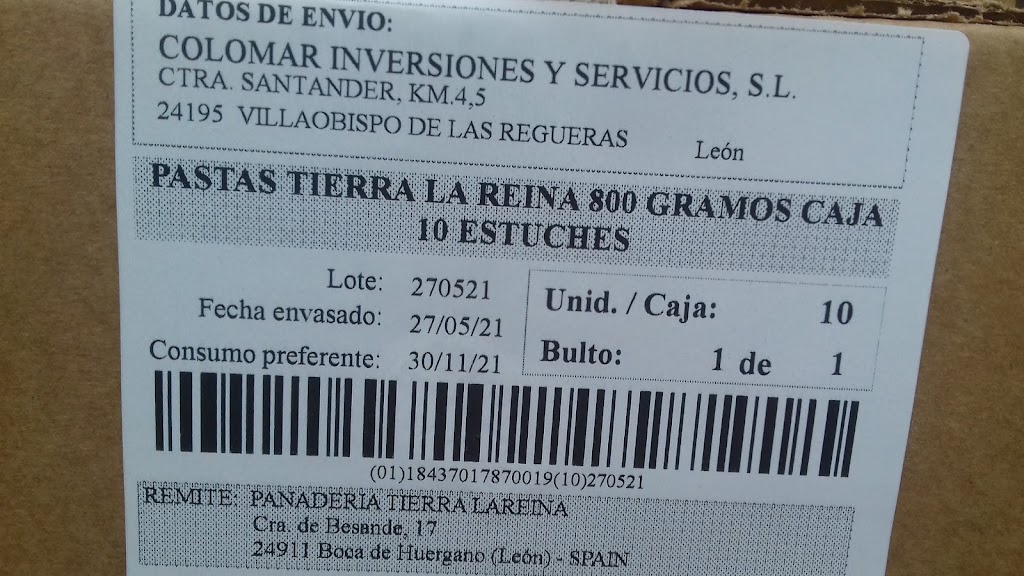 DATOS DE ENVIO:
COLOMAR INVERSIONES Y SERVICIOS, S.L.
CTRA. SANTANDER, KM.4,5
24195 VILLAOBISPO DE LAS REGUERAS León
PASTAS TIERRA LA REINA 800 GRAMOS CAJA
10 ESTUCHES
Lote: 270521
Fecha envasado: 27/05/21
Consumo preferente: 30/11/21
Unid. / Caja: 10
Bulto: 1 de 1
(01)18437017870019(10)270521
REMITE: PANADERIA TIERRA LAREINA
Cra. de Besande, 17
24911 Boca de Huergano (León) - SPAIN